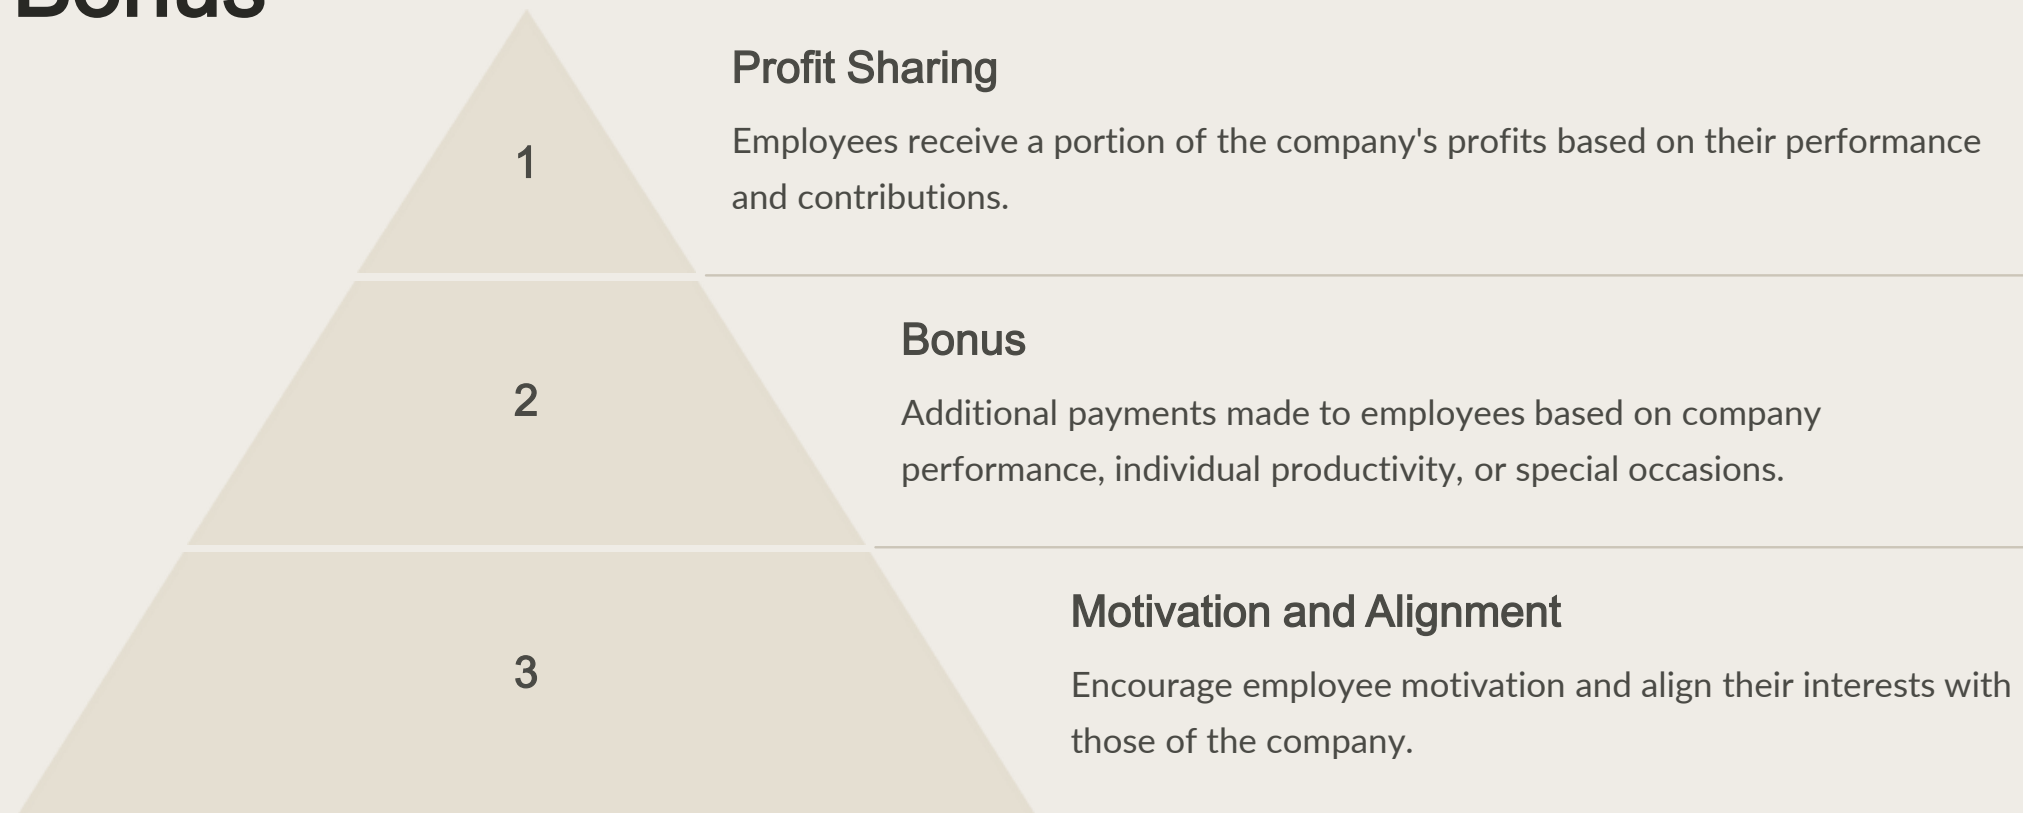 Bonus
1
Profit Sharing
Employees receive a portion of the company's profits based on their performance
and contributions.
2
Bonus
Additional payments made to employees based on company
performance, individual productivity, or special occasions.
3
Motivation and Alignment
Encourage employee motivation and align their interests with
those of the company.